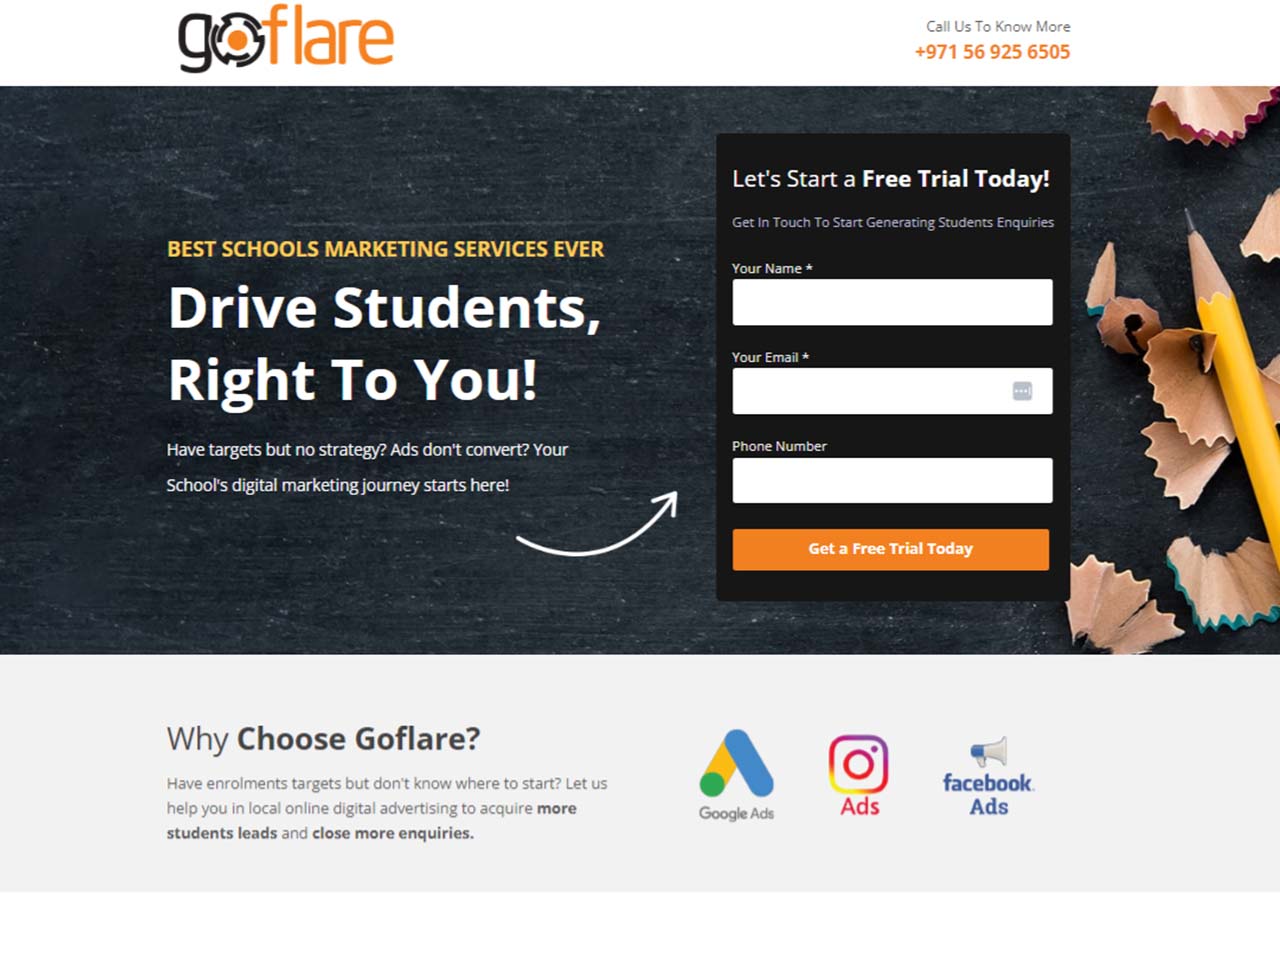 goflare
Call Us To Know More
+971 56 925 6505
BEST SCHOOLS MARKETING SERVICES EVER
Drive Students,
Right To You!
Have targets but no strategy? Ads don't convert? Your
School's digital marketing journey starts here!
Let's Start a Free Trial Today!
Get In Touch To Start Generating Students Enquiries
Your Name *
Your Email *
Phone Number
Get a Free Trial Today
Why Choose Goflare?
Have enrolments targets but don't know where to start? Let us
help you in local online digital advertising to acquire more
students leads and close more enquiries.
Google Ads
Ads
facebook.
Ads